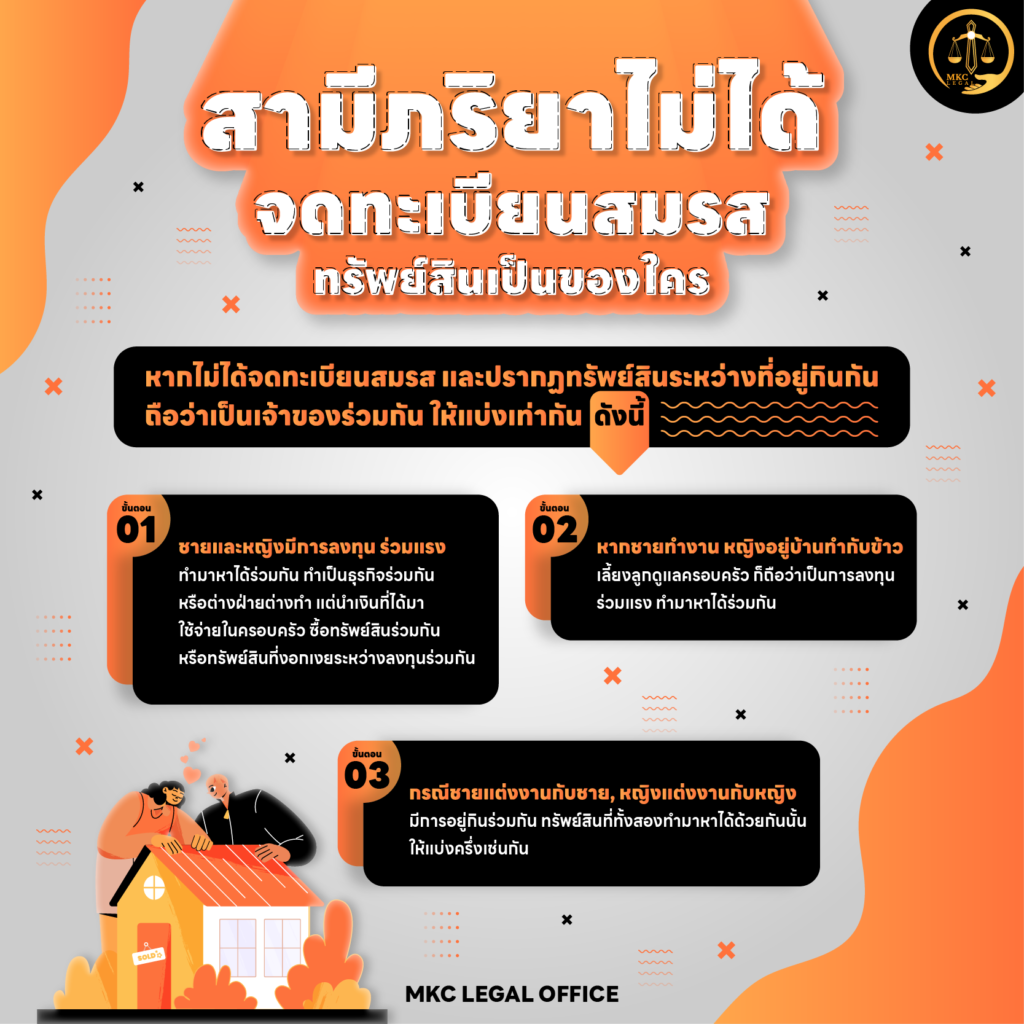 MKC
LEGAL
สามีภริยาไม่ได้
จดทะเบียนสมรส
ทรัพย์สินเป็นของใคร
หากไม่ได้จดทะเบียนสมรส และปรากฏทรัพย์สินระหว่างที่อยู่กินกัน
ถือว่าเป็นเจ้าของร่วมกัน ให้แบ่งเท่ากัน ดังนี้
ขั้นตอน
01
ชายและหญิงมีการลงทุน ร่วมแรง
ทำมาหาได้ร่วมกัน ทำเป็นธุรกิจร่วมกัน
หรือต่างฝ่ายต่างทำ แต่นำเงินที่ได้มา
ใช้จ่ายในครอบครัว ซื้อทรัพย์สินร่วมกัน
หรือทรัพย์สินที่งอกเงยระหว่างลงทุนร่วมกัน
ขั้นตอน
02
หากชายทำงาน หญิงอยู่บ้านทำกับข้าว
เลี้ยงลูกดูแลครอบครัว ก็ถือว่าเป็นการลงทุน
ร่วมแรง ทำมาหาได้ร่วมกัน
ขั้นตอน
03
กรณีชายแต่งงานกับชาย, หญิงแต่งงานกับหญิง
มีการอยู่กินร่วมกัน ทรัพย์สินที่ทั้งสองทำมาหาได้ด้วยกันนั้น
ให้แบ่งครึ่งเช่นกัน
SOLD
MKC LEGAL OFFICE